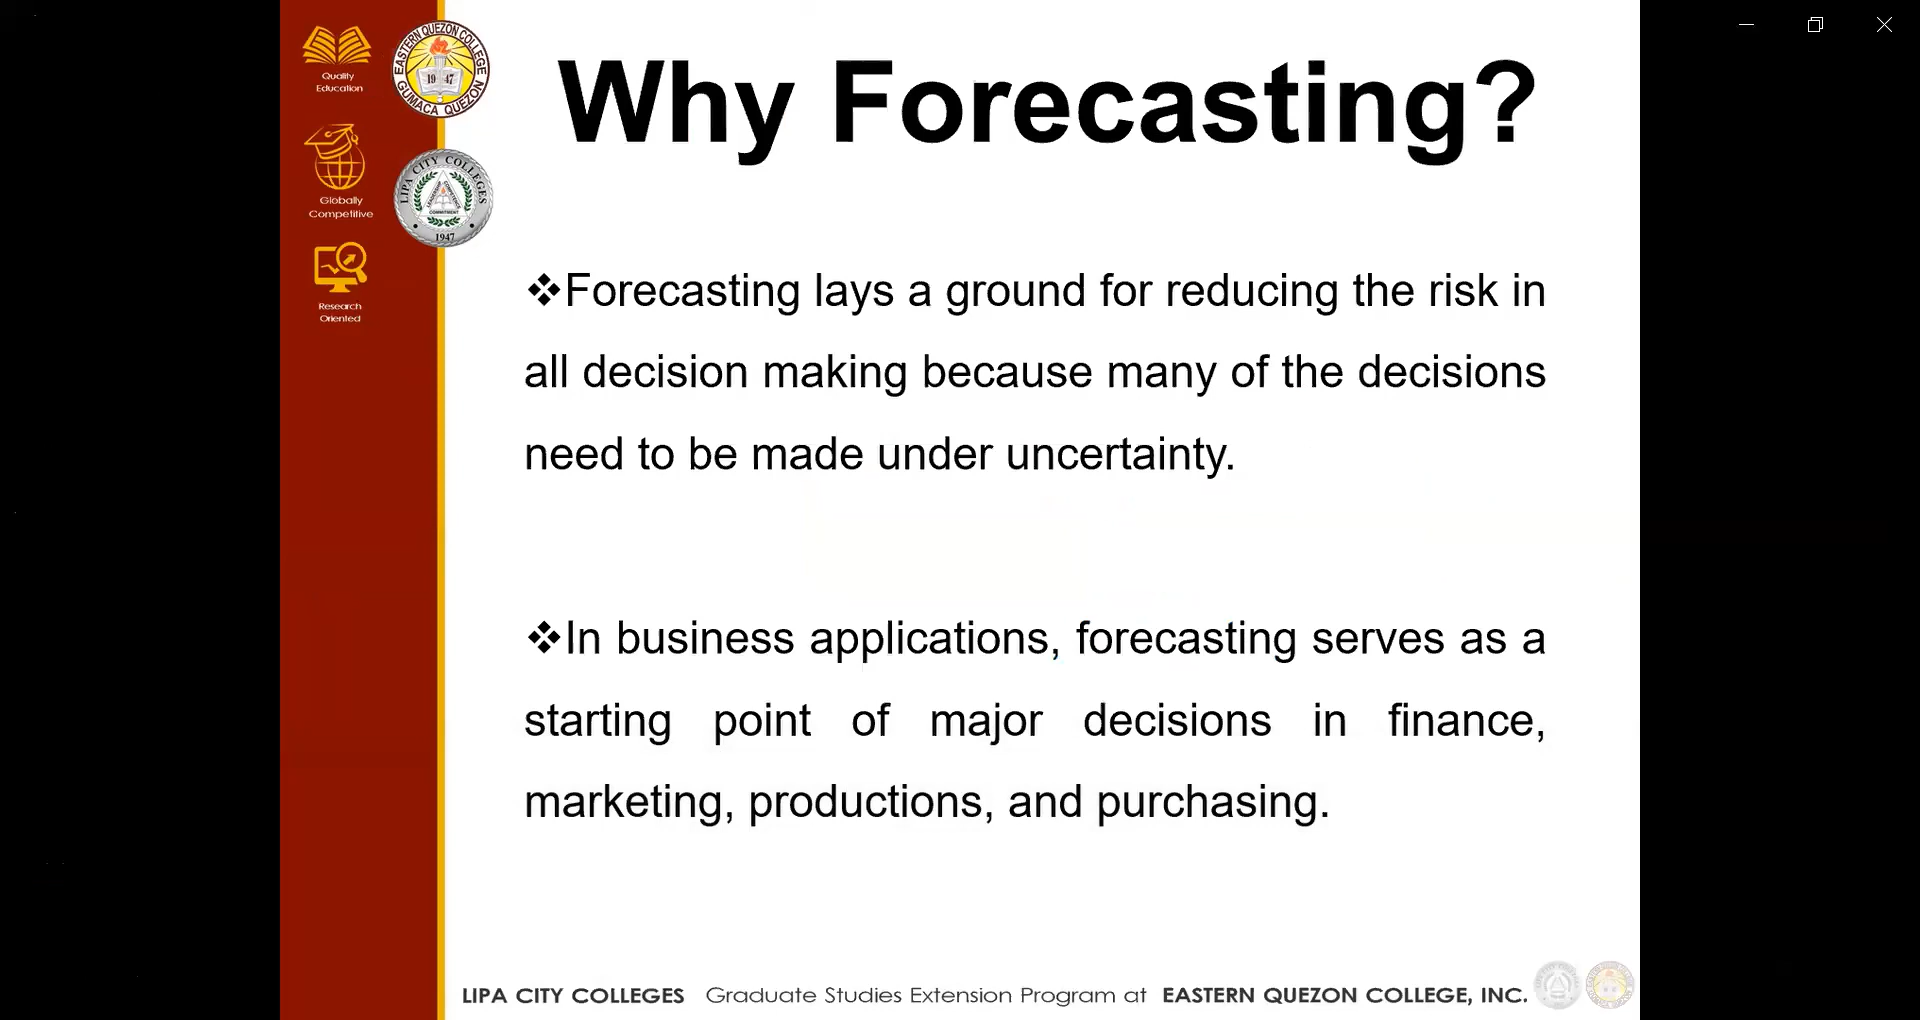 Quality
Education
EASTERN QUEZON COLLEGE
19 47
GUMACA QUEZON
Why Forecasting?
LIPA CITY COLLEGES
COMMITMENT
1947
Globally
Competitive
Research
Oriented
❖Forecasting lays a ground for reducing the risk in
all decision making because many of the decisions
need to be made under uncertainty.
❖In business applications, forecasting serves as a
starting point of major decisions in finance,
marketing, productions, and purchasing.
LIPA CITY COLLEGES Graduate Studies Extension Program at EASTERN QUEZON COLLEGE, INC.